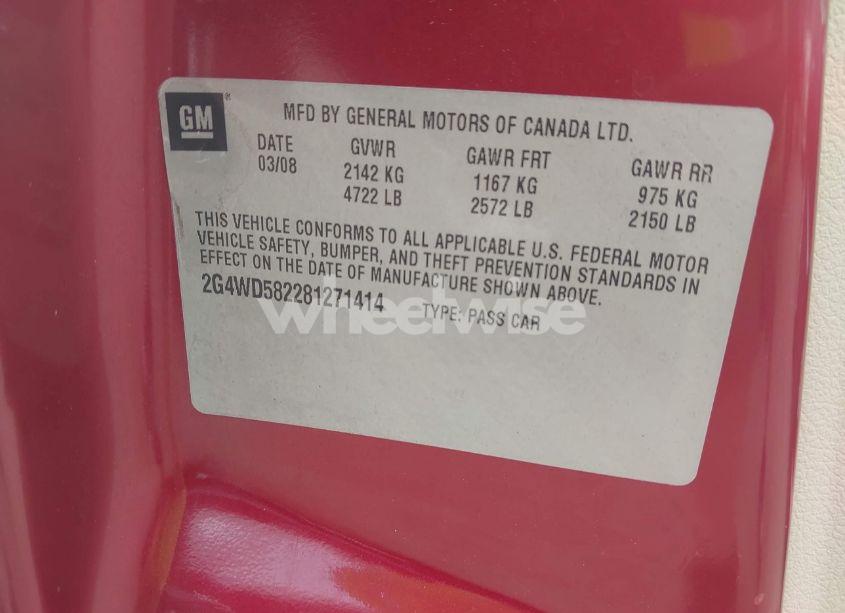 GM®
MFD BY GENERAL MOTORS OF CANADA LTD.
DATE GVWR GAWR FRT GAWR RR
03/08 2142 KG 1167 KG 975 KG
4722 LB 2572 LB 2150 LB
THIS VEHICLE CONFORMS TO ALL APPLICABLE U.S. FEDERAL MOTOR
VEHICLE SAFETY, BUMPER, AND THEFT PREVENTION STANDARDS IN
EFFECT ON THE DATE OF MANUFACTURE SHOWN ABOVE.
2G4WD582281271414 TYPE: PASS CAR
wheelwise